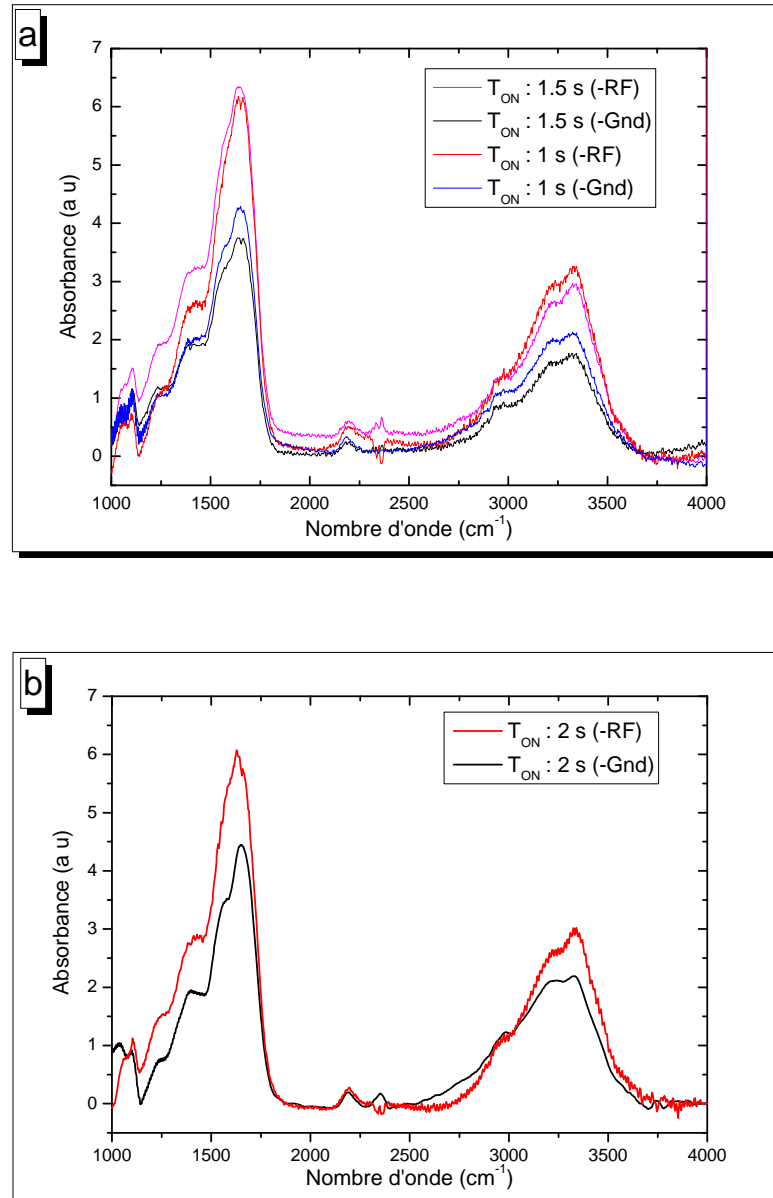 a
7
6
5
4
3
2
1
0
Absorbance (a u)
T_ON : 1.5 s (-RF)
T_ON : 1.5 s (-Gnd)
T_ON : 1 s (-RF)
T_ON : 1 s (-Gnd)
1000 1500 2000 2500 3000 3500 4000
Nombre d'onde (cm⁻¹)
b
7
6
5
4
3
2
1
0
Absorbance (a u)
T_ON : 2 s (-RF)
T_ON : 2 s (-Gnd)
1000 1500 2000 2500 3000 3500 4000
Nombre d'onde (cm⁻¹)